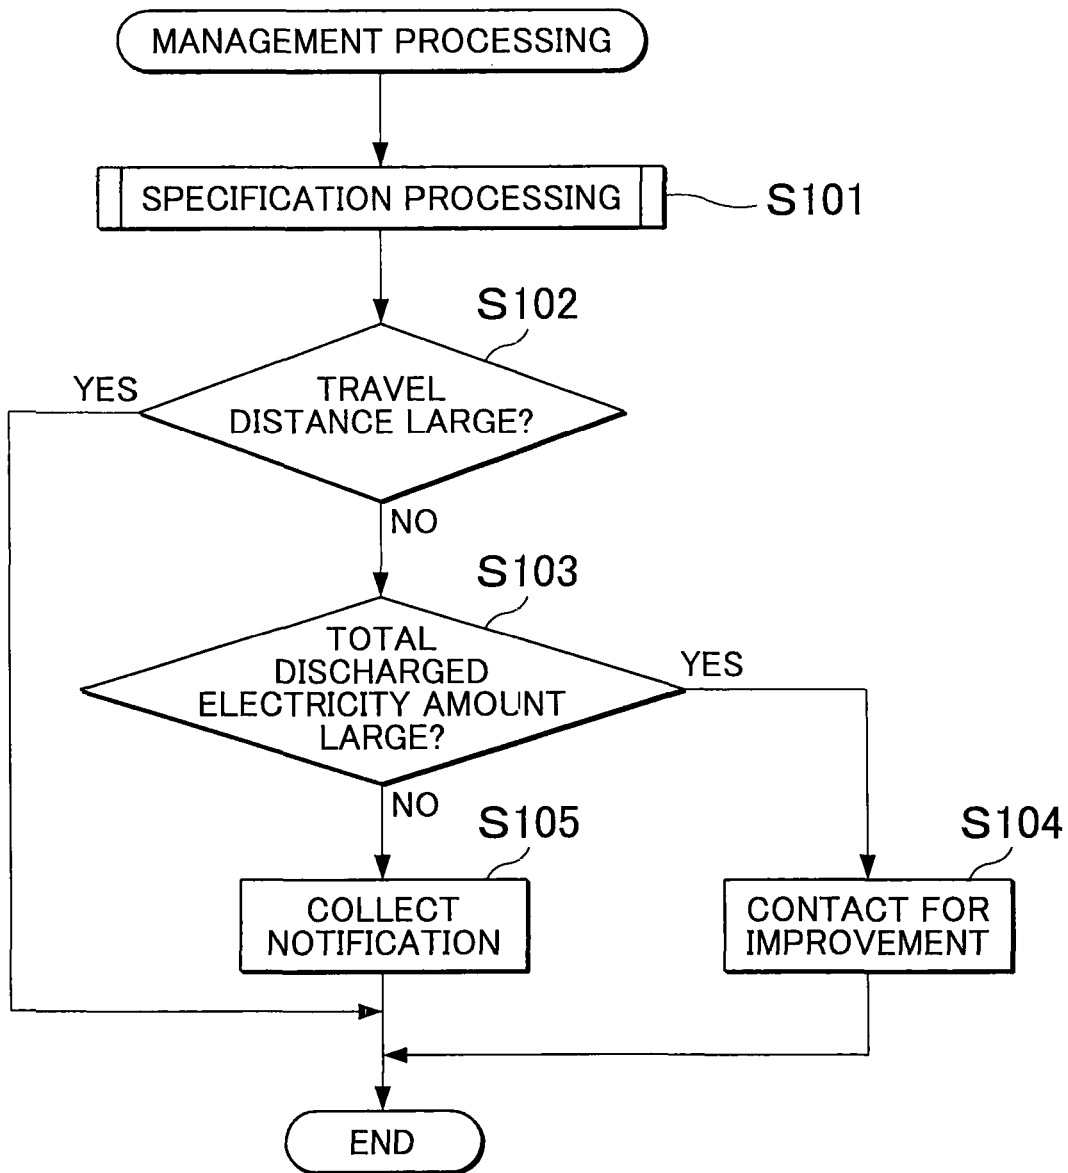 MANAGEMENT PROCESSING
SPECIFICATION PROCESSING
S101
S102
YES
TRAVEL
DISTANCE LARGE?
NO
S103
TOTAL
DISCHARGED
ELECTRICITY AMOUNT
LARGE?
YES
NO
S105
S104
COLLECT
NOTIFICATION
CONTACT FOR
IMPROVEMENT
END